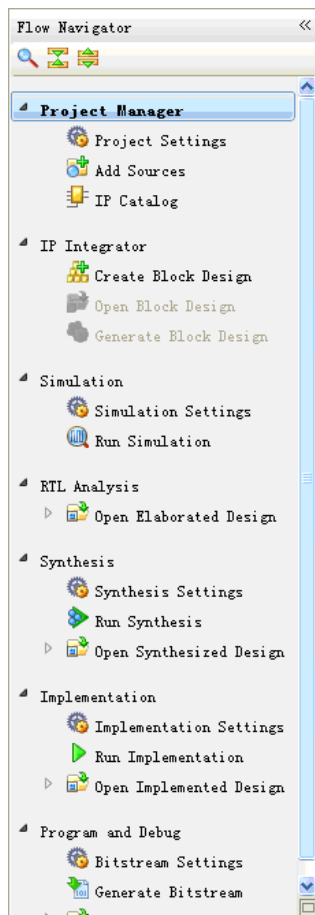 Flow Navigator
Project Manager
Project Settings
Add Sources
IP Catalog
IP Integrator
Create Block Design
Open Block Design
Generate Block Design
Simulation
Simulation Settings
Run Simulation
RTL Analysis
Open Elaborated Design
Synthesis
Synthesis Settings
Run Synthesis
Open Synthesized Design
Implementation
Implementation Settings
Run Implementation
Open Implemented Design
Program and Debug
Bitstream Settings
Generate Bitstream